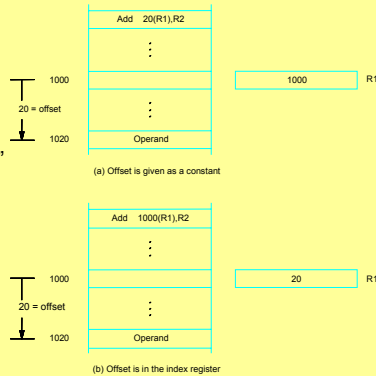 Add 20(R1),R2
1000
1000
R1
20 = offset
,
1020
Operand
(a) Offset is given as a constant
Add 1000(R1),R2
1000
20
R1
20 = offset
1020
Operand
(b) Offset is in the index register